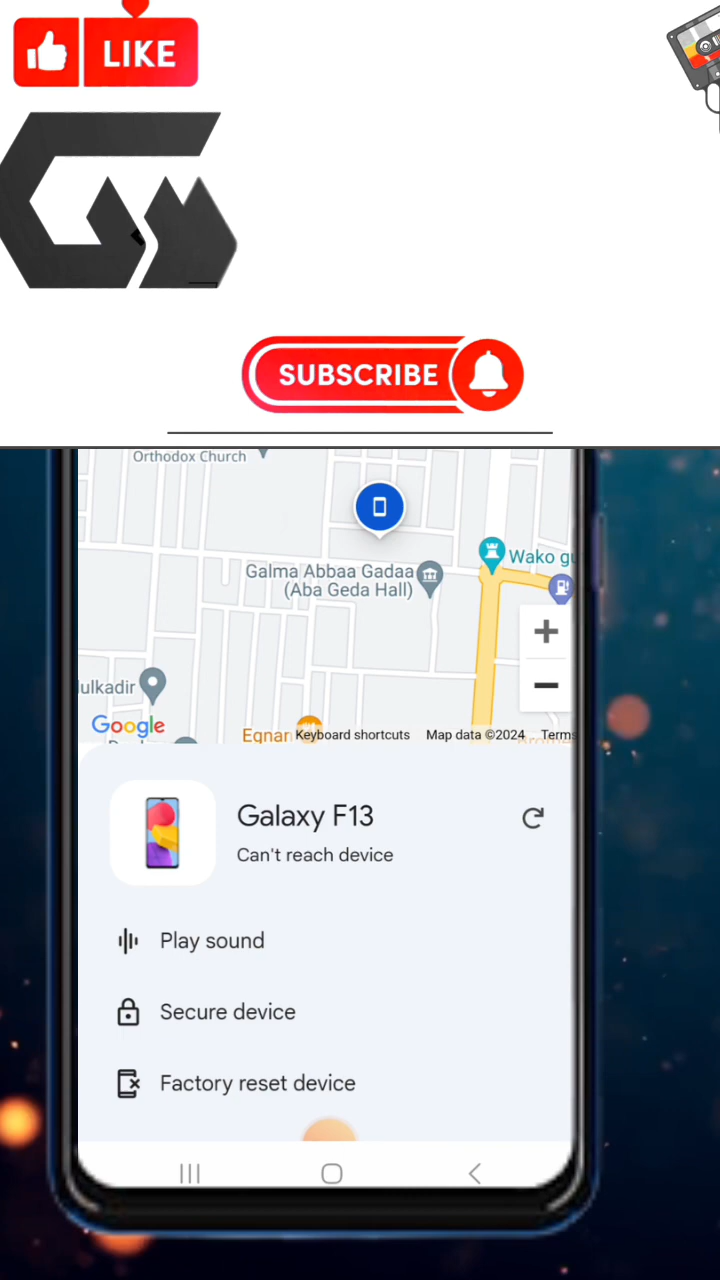 LIKE
SUBSCRIBE
Orthodox Church
Wako gu
Galma Abbaa Gadaa
(Aba Geda Hall)
ulkadir
Google
Eqnan
Keyboard shortcuts
Map data ©2024
Terms
Galaxy F13
Can't reach device
Play sound
Secure device
Factory reset device